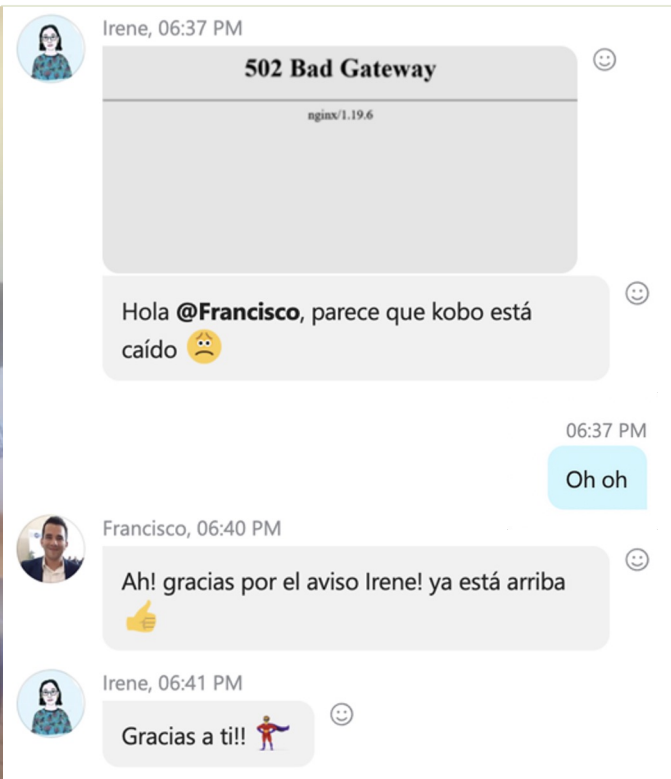 Irene, 06:37 PM
502 Bad Gateway
nginx/1.19.6
Hola @Francisco, parece que kobo está
caído 😟
06:37 PM
Oh oh
Francisco, 06:40 PM
Ah! gracias por el aviso Irene! ya está arriba
👍
Irene, 06:41 PM
Gracias a ti!! 🦸